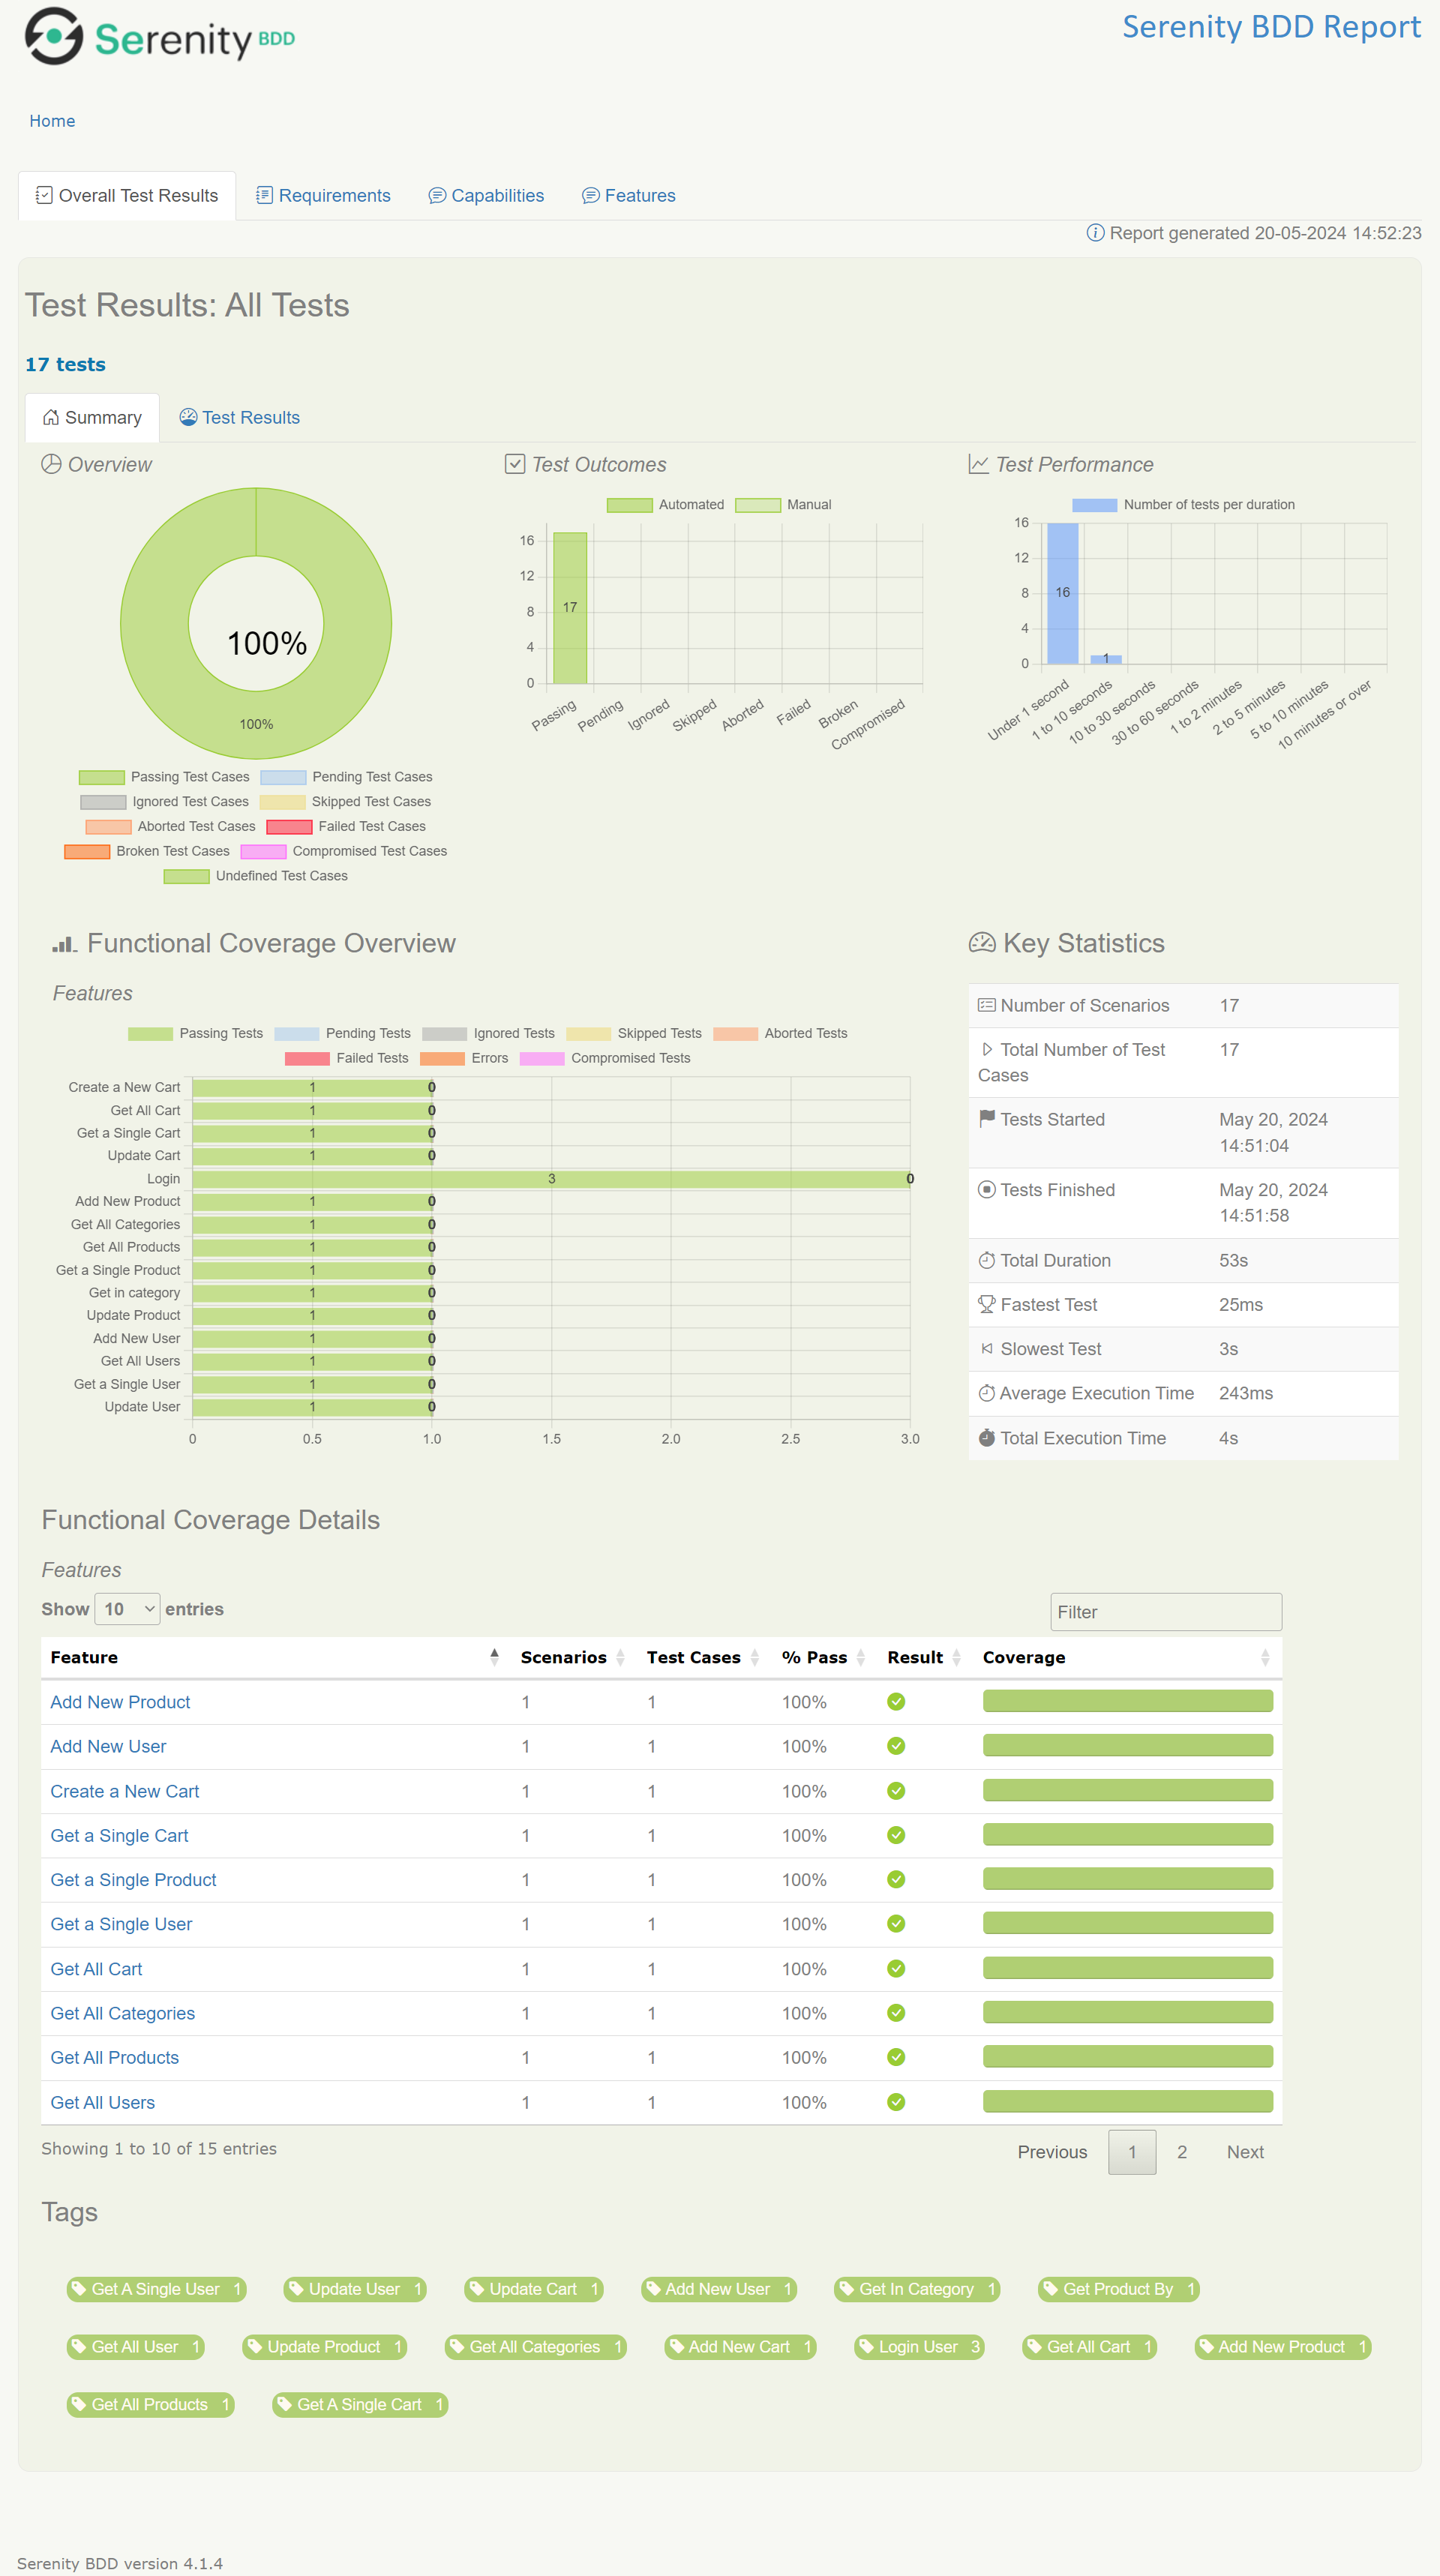 Serenity BDD
Serenity BDD Report
Home
Overall Test Results Requirements Capabilities Features
Report generated 20-05-2024 14:52:23
Test Results: All Tests
17 tests
Summary Test Results
Overview
100%
100%
Passing Test Cases Pending Test Cases
Ignored Test Cases Skipped Test Cases
Aborted Test Cases Failed Test Cases
Broken Test Cases Compromised Test Cases
Undefined Test Cases
Test Outcomes
Automated Manual
16
12
8
4
0
17
Passing Pending Ignored Skipped Aborted Failed Broken Compromised
Test Performance
Number of tests per duration
16
12
8
4
0
16
1
Under 1 second 1 to 10 seconds 10 to 30 seconds 30 to 60 seconds 1 to 2 minutes 2 to 5 minutes 5 to 10 minutes 10 minutes or over
Functional Coverage Overview
Features
Passing Tests Pending Tests Ignored Tests Skipped Tests Aborted Tests
Failed Tests Errors Compromised Tests
Create a New Cart 1 0
Get All Cart 1 0
Get a Single Cart 1 0
Update Cart 1 0
Login 3 0
Add New Product 1 0
Get All Categories 1 0
Get All Products 1 0
Get a Single Product 1 0
Get in category 1 0
Update Product 1 0
Add New User 1 0
Get All Users 1 0
Get a Single User 1 0
Update User 1 0
0 0.5 1.0 1.5 2.0 2.5 3.0
Key Statistics
Number of Scenarios 17
Total Number of Test 17
Cases
Tests Started May 20, 2024
14:51:04
Tests Finished May 20, 2024
14:51:58
Total Duration 53s
Fastest Test 25ms
Slowest Test 3s
Average Execution Time 243ms
Total Execution Time 4s
Functional Coverage Details
Features
Show 10 entries
Filter
Feature Scenarios Test Cases % Pass Result Coverage
Add New Product 1 1 100%
Add New User 1 1 100%
Create a New Cart 1 1 100%
Get a Single Cart 1 1 100%
Get a Single Product 1 1 100%
Get a Single User 1 1 100%
Get All Cart 1 1 100%
Get All Categories 1 1 100%
Get All Products 1 1 100%
Get All Users 1 1 100%
Showing 1 to 10 of 15 entries
Previous 1 2 Next
Tags
Get A Single User 1 Update User 1 Update Cart 1 Add New User 1 Get In Category 1 Get Product By 1
Get All User 1 Update Product 1 Get All Categories 1 Add New Cart 1 Login User 3 Get All Cart 1 Add New Product 1
Get All Products 1 Get A Single Cart 1
Serenity BDD version 4.1.4